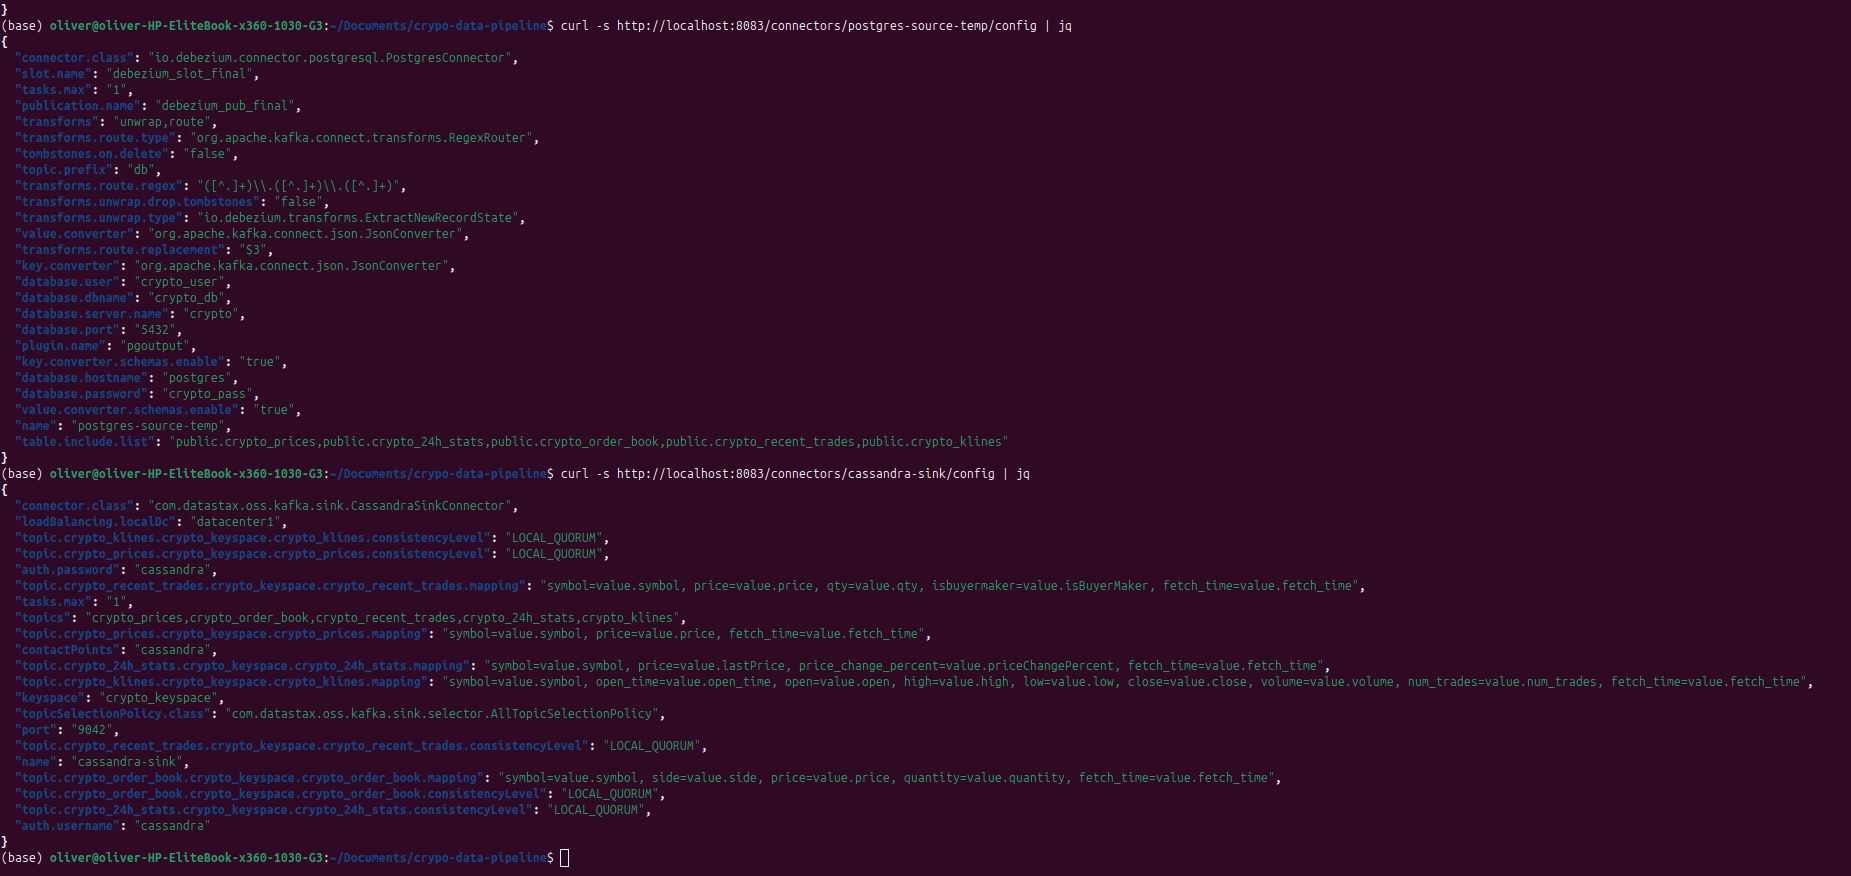 }
(base) oliver@oliver-HP-EliteBook-x360-1030-G3:~/Documents/crypo-data-pipeline$ curl -s http://localhost:8083/connectors/postgres-source-temp/config | jq
{
  "connector.class": "io.debezium.connector.postgresql.PostgresConnector",
  "slot.name": "debezium_slot_final",
  "tasks.max": "1",
  "publication.name": "debezium_pub_final",
  "transforms": "unwrap,route",
  "transforms.route.type": "org.apache.kafka.connect.transforms.RegexRouter",
  "tombstones.on.delete": "false",
  "topic.prefix": "db",
  "transforms.route.regex": "([^.]+)\\.([^.]+)\\.([^.]+)",
  "transforms.unwrap.drop.tombstones": "false",
  "transforms.unwrap.type": "io.debezium.transforms.ExtractNewRecordState",
  "value.converter": "org.apache.kafka.connect.json.JsonConverter",
  "transforms.route.replacement": "$3",
  "key.converter": "org.apache.kafka.connect.json.JsonConverter",
  "database.user": "crypto_user",
  "database.dbname": "crypto_db",
  "database.server.name": "crypto",
  "database.port": "5432",
  "plugin.name": "pgoutput",
  "key.converter.schemas.enable": "true",
  "database.hostname": "postgres",
  "database.password": "crypto_pass",
  "value.converter.schemas.enable": "true",
  "name": "postgres-source-temp",
  "table.include.list": "public.crypto_prices,public.crypto_24h_stats,public.crypto_order_book,public.crypto_recent_trades,public.crypto_klines"
}
(base) oliver@oliver-HP-EliteBook-x360-1030-G3:~/Documents/crypo-data-pipeline$ curl -s http://localhost:8083/connectors/cassandra-sink/config | jq
{
  "connector.class": "com.datastax.oss.kafka.sink.CassandraSinkConnector",
  "loadBalancing.localDc": "datacenter1",
  "topic.crypto_klines.crypto_keyspace.crypto_klines.consistencyLevel": "LOCAL_QUORUM",
  "topic.crypto_prices.crypto_keyspace.crypto_prices.consistencyLevel": "LOCAL_QUORUM",
  "auth.password": "cassandra",
  "topic.crypto_recent_trades.crypto_keyspace.crypto_recent_trades.mapping": "symbol=value.symbol, price=value.price, qty=value.qty, isbuyermaker=value.isBuyerMaker, fetch_time=value.fetch_time",
  "tasks.max": "1",
  "topics": "crypto_prices,crypto_order_book,crypto_recent_trades,crypto_24h_stats,crypto_klines",
  "topic.crypto_prices.crypto_keyspace.crypto_prices.mapping": "symbol=value.symbol, price=value.price, fetch_time=value.fetch_time",
  "contactPoints": "cassandra",
  "topic.crypto_24h_stats.crypto_keyspace.crypto_24h_stats.mapping": "symbol=value.symbol, price=value.lastPrice, price_change_percent=value.priceChangePercent, fetch_time=value.fetch_time",
  "topic.crypto_klines.crypto_keyspace.crypto_klines.mapping": "symbol=value.symbol, open_time=value.open_time, open=value.open, high=value.high, low=value.low, close=value.close, volume=value.volume, num_trades=value.num_trades, fetch_time=value.fetch_time",
  "keyspace": "crypto_keyspace",
  "topicSelectionPolicy.class": "com.datastax.oss.kafka.sink.selector.AllTopicSelectionPolicy",
  "port": "9042",
  "topic.crypto_recent_trades.crypto_keyspace.crypto_recent_trades.consistencyLevel": "LOCAL_QUORUM",
  "name": "cassandra-sink",
  "topic.crypto_order_book.crypto_keyspace.crypto_order_book.mapping": "symbol=value.symbol, side=value.side, price=value.price, quantity=value.quantity, fetch_time=value.fetch_time",
  "topic.crypto_order_book.crypto_keyspace.crypto_order_book.consistencyLevel": "LOCAL_QUORUM",
  "topic.crypto_24h_stats.crypto_keyspace.crypto_24h_stats.consistencyLevel": "LOCAL_QUORUM",
  "auth.username": "cassandra"
}
(base) oliver@oliver-HP-EliteBook-x360-1030-G3:~/Documents/crypo-data-pipeline$